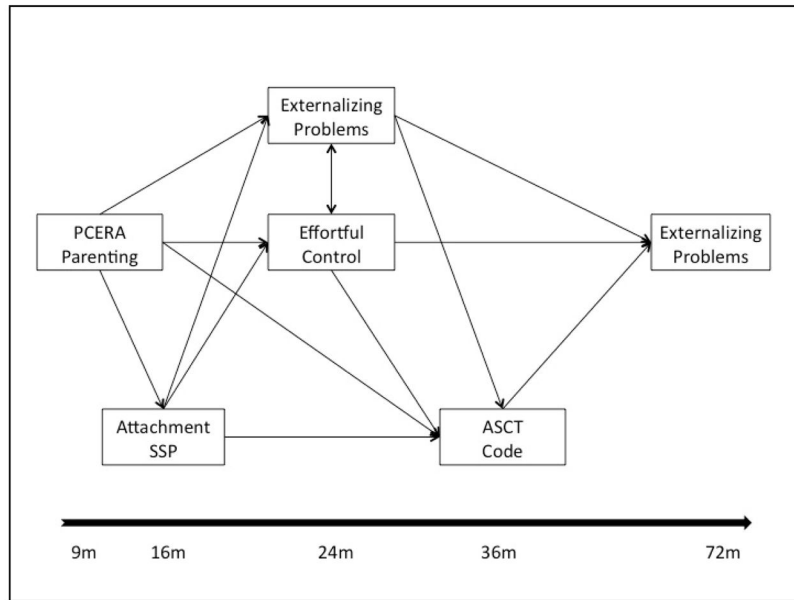 Externalizing
Problems
PCERA
Parenting
Effortful
Control
Externalizing
Problems
Attachment
SSP
ASCT
Code
9m
16m
24m
36m
72m